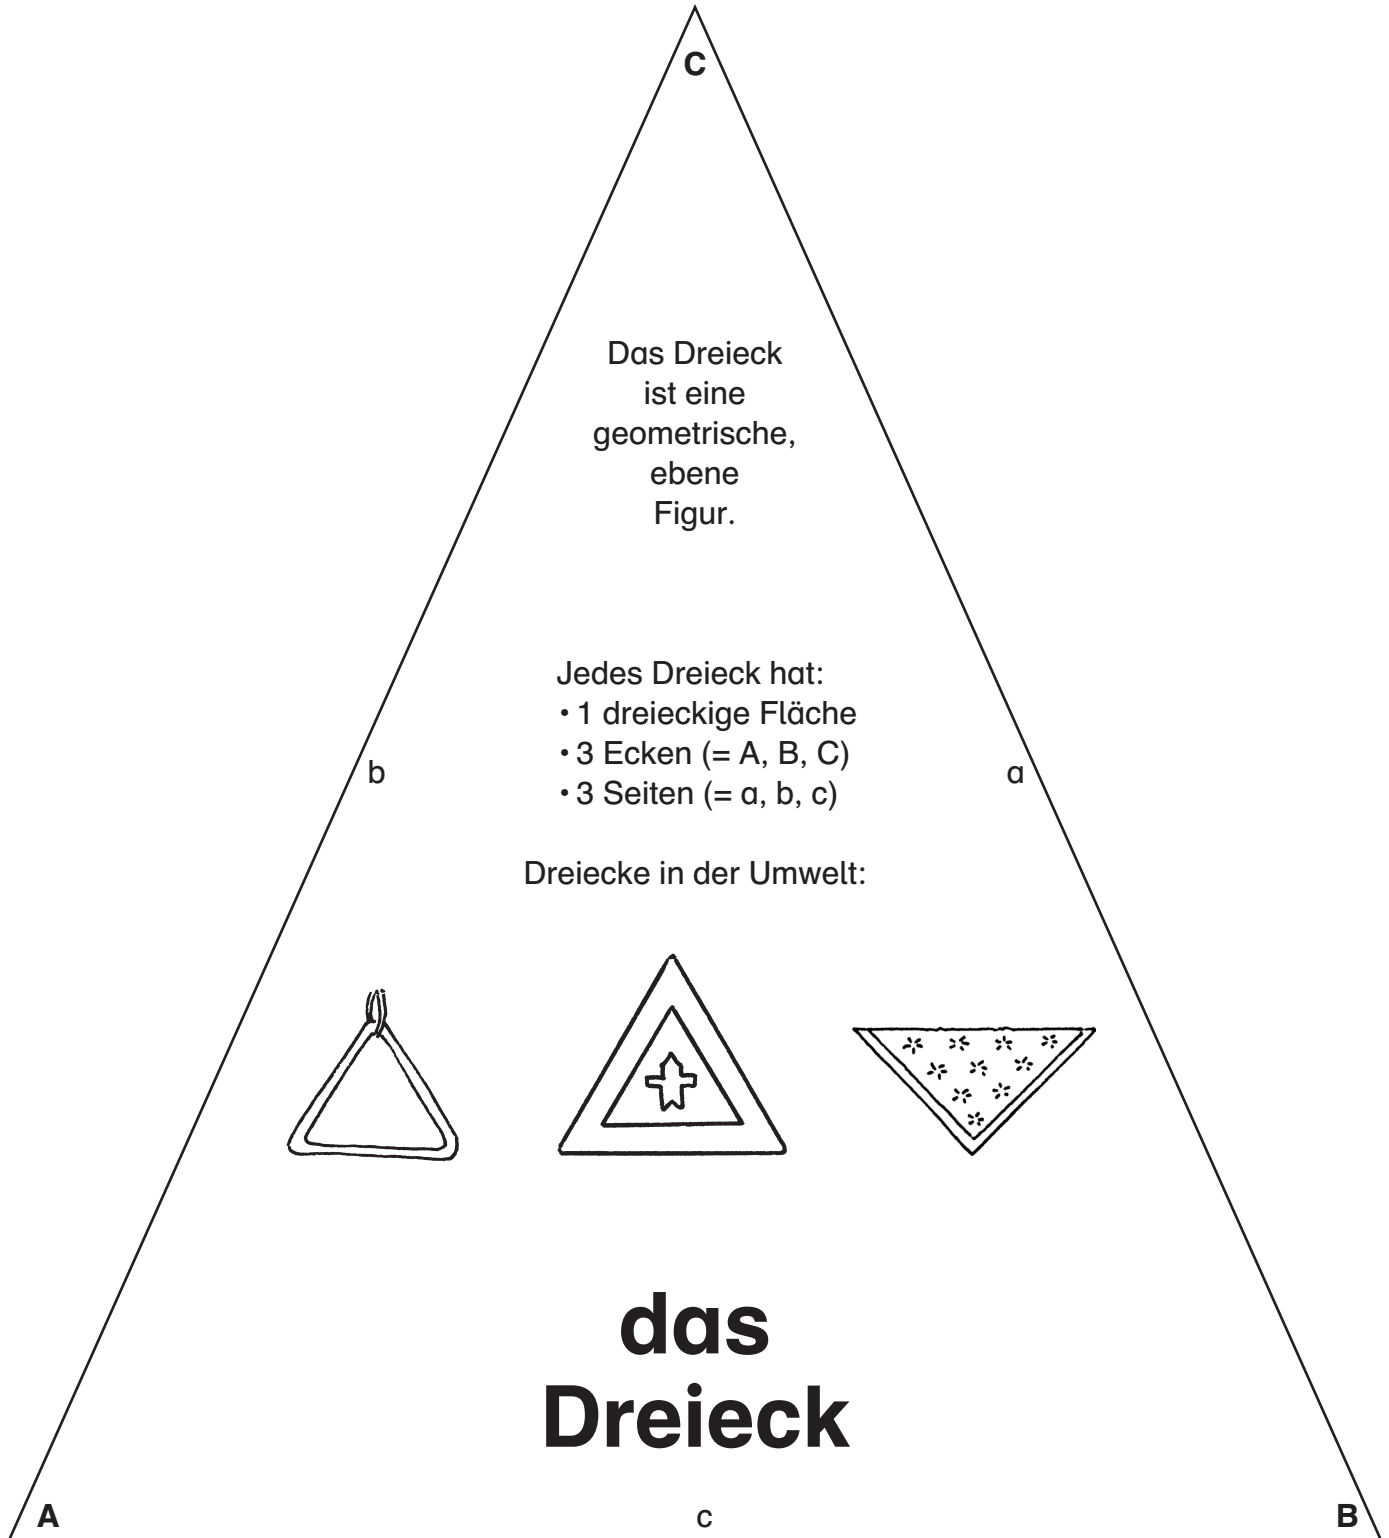 C
Das Dreieck
ist eine
geometrische,
ebene
Figur.
Jedes Dreieck hat:
• 1 dreieckige Fläche
• 3 Ecken (= A, B, C)
b
a
• 3 Seiten (= a, b, c)
Dreiecke in der Umwelt:
das
Dreieck
A
c
B